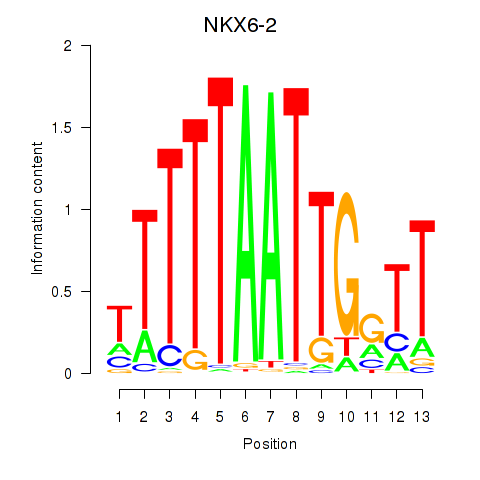 NKX6-2
2
1.5
1
0.5
0
Information content
T T T T T A A T T G G T T
A A C G G T A C A
C C A C
1 2 3 4 5 6 7 8 9 10 11 12 13
Position